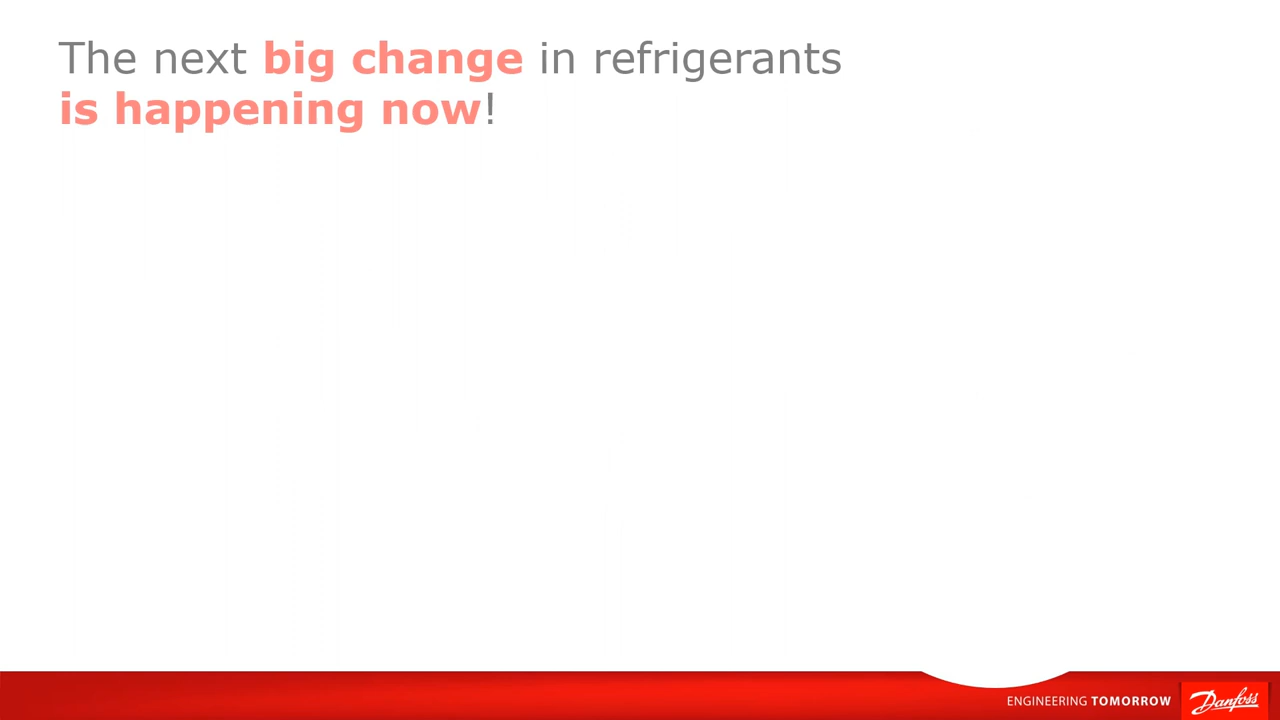 The next big change in refrigerants
is happening now!
ENGINEERING TOMORROW
Danfoss